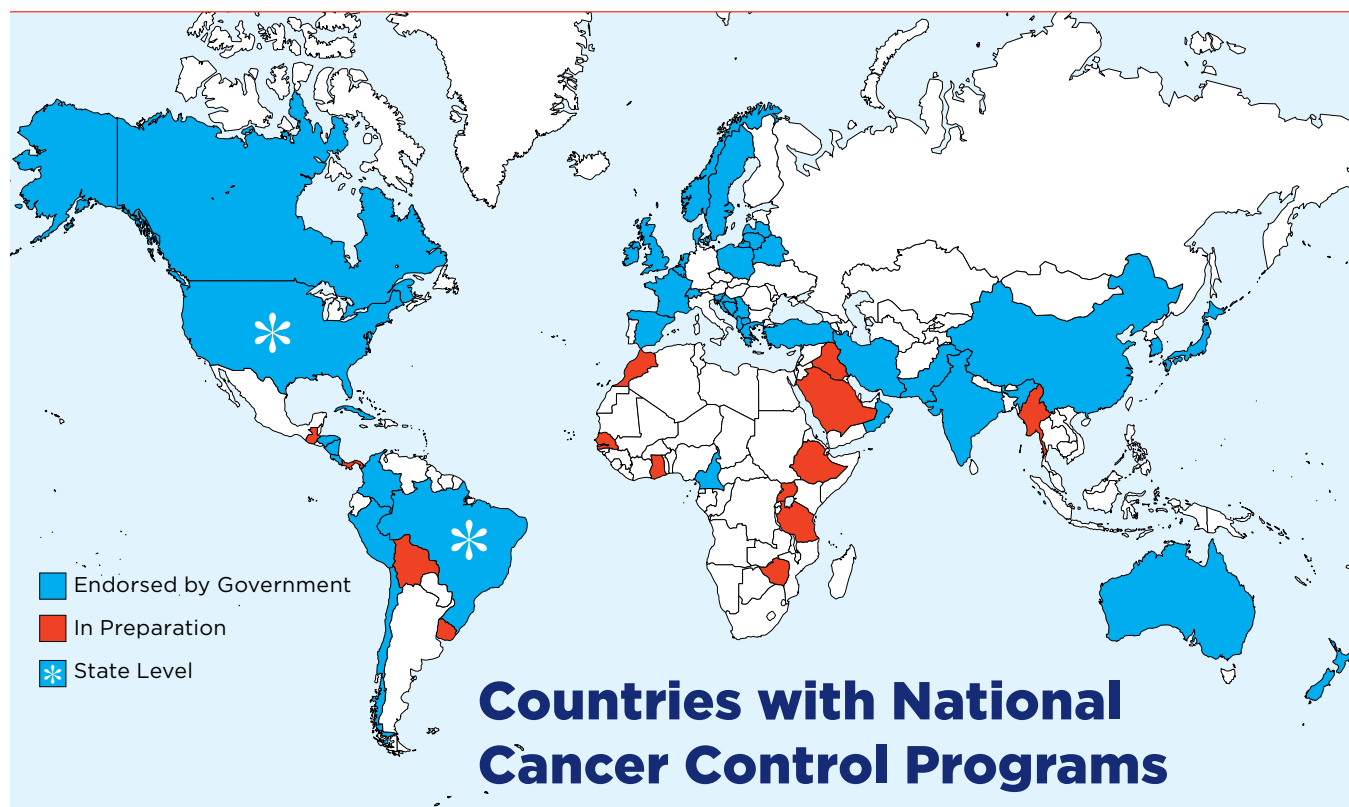 Endorsed by Government
In Preparation
State Level
Countries with National
Cancer Control Programs